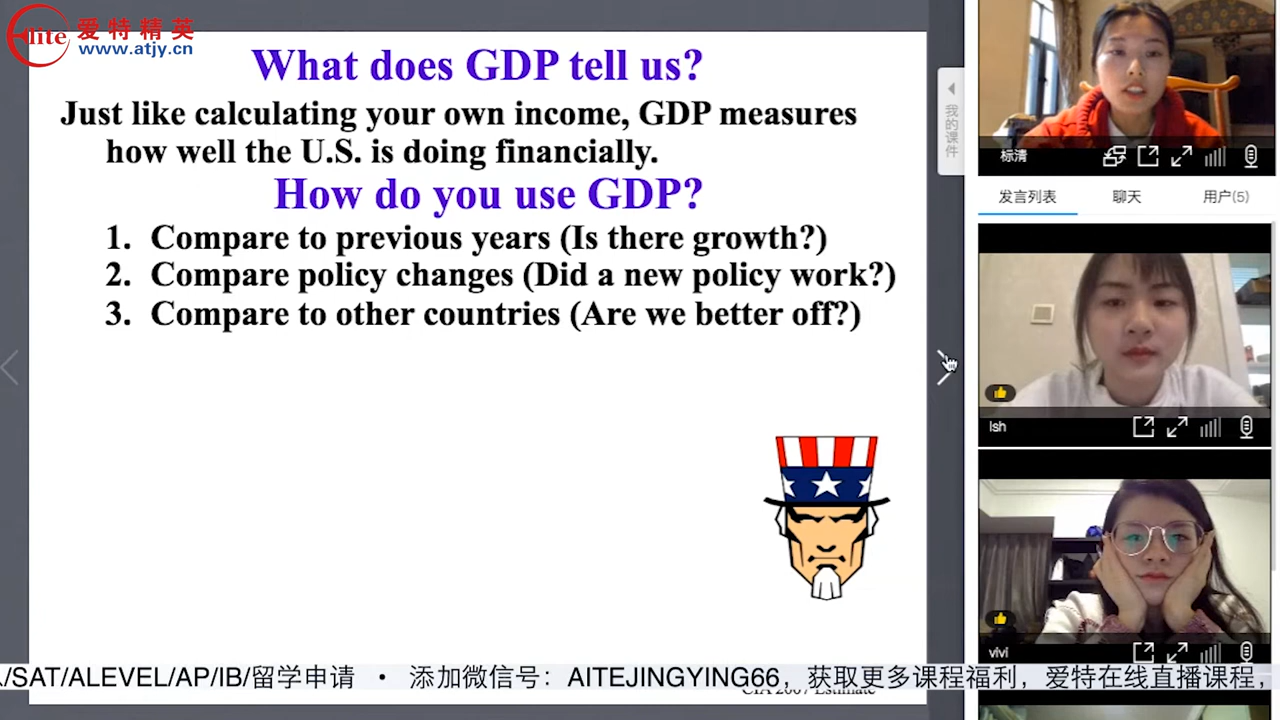 Elite 爱特精英
www.atjy.cn
What does GDP tell us?
Just like calculating your own income, GDP measures
how well the U.S. is doing financially.
How do you use GDP?
1. Compare to previous years (Is there growth?)
2. Compare policy changes (Did a new policy work?)
3. Compare to other countries (Are we better off?)
我的课件
标清
发言列表 聊天 用户(5)
lsh
vivi
/SAT/ALEVEL/AP/IB/留学申请 • 添加微信号：AITEJINGYING66，获取更多课程福利，爱特在线直播课程，
CIA 2007 Estimate